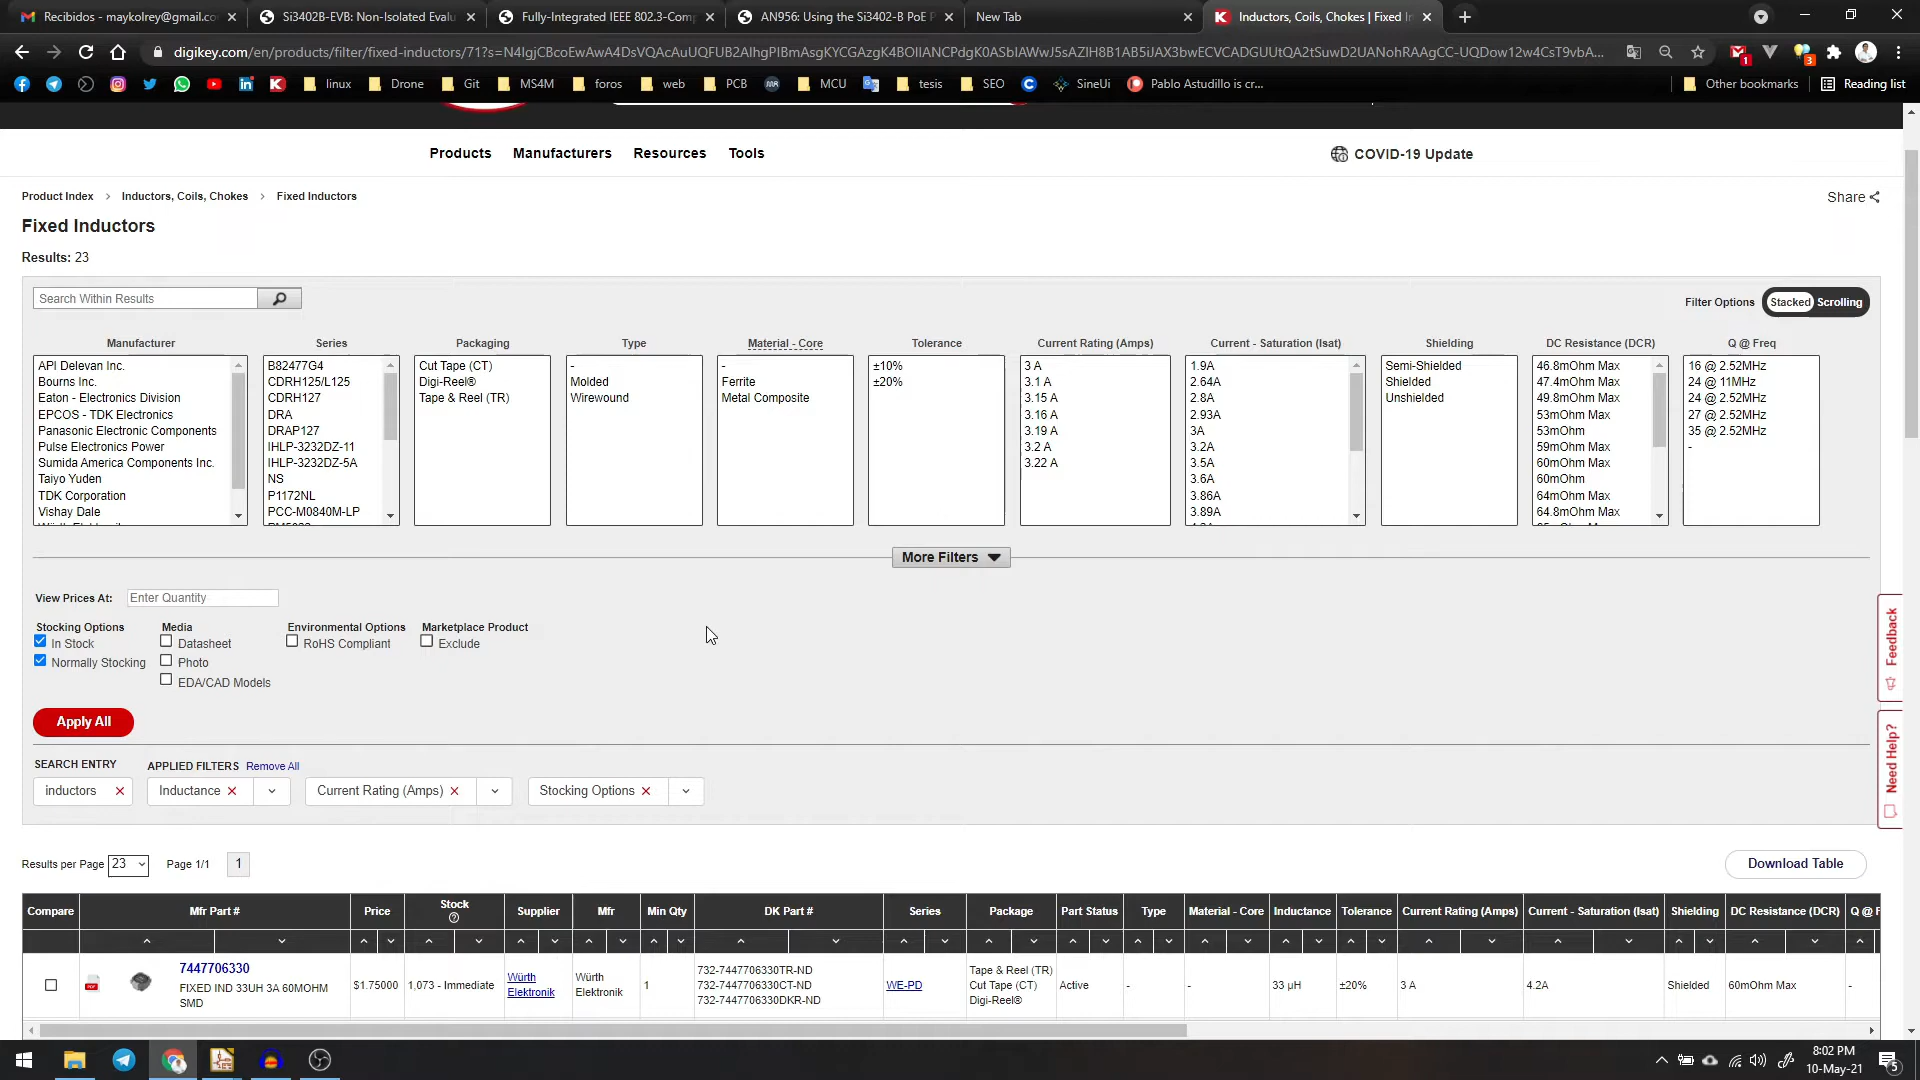 Recibidos - maykolrey@gmail.co
Si3402B-EVB: Non-Isolated Evalu
Fully-Integrated IEEE 802.3-Comp
AN956: Using the Si3402-B PoE P
New Tab
Inductors, Coils, Chokes | Fixed In
linux
Drone
Git
MS4M
foros
web
PCB
MCU
tesis
SEO
SineUi
Pablo Astudillo is cr...
Other bookmarks
Reading list
Products
Manufacturers
Resources
Tools
COVID-19 Update
Product Index > Inductors, Coils, Chokes > Fixed Inductors
Share
Fixed Inductors
Results: 23
Search Within Results
Filter Options
Stacked
Scrolling
Manufacturer
API Delevan Inc.
Bourns Inc.
Eaton - Electronics Division
EPCOS - TDK Electronics
Panasonic Electronic Components
Pulse Electronics Power
Sumida America Components Inc.
Taiyo Yuden
TDK Corporation
Vishay Dale
Series
B82477G4
CDRH125/L125
CDRH127
DRA
DRAP127
IHLP-3232DZ-11
IHLP-3232DZ-5A
NS
P1172NL
PCC-M0840M-LP
Packaging
Cut Tape (CT)
Digi-Reel®
Tape & Reel (TR)
Type
-
Molded
Wirewound
Material - Core
-
Ferrite
Metal Composite
Tolerance
±10%
±20%
Current Rating (Amps)
3 A
3.1 A
3.15 A
3.16 A
3.19 A
3.2 A
3.22 A
Current - Saturation (Isat)
1.9A
2.64A
2.8A
2.93A
3A
3.2A
3.5A
3.6A
3.86A
3.89A
Shielding
Semi-Shielded
Shielded
Unshielded
DC Resistance (DCR)
46.8mOhm Max
47.4mOhm Max
49.8mOhm Max
53mOhm Max
53mOhm
59mOhm Max
60mOhm Max
60mOhm
64mOhm Max
64.8mOhm Max
Q @ Freq
16 @ 2.52MHz
24 @ 11MHz
24 @ 2.52MHz
27 @ 2.52MHz
35 @ 2.52MHz
-
More Filters
View Prices At:
Enter Quantity
Stocking Options
In Stock
Normally Stocking
Media
Datasheet
Photo
EDA/CAD Models
Environmental Options
RoHS Compliant
Marketplace Product
Exclude
Feedback
Need Help?
Apply All
SEARCH ENTRY
inductors
APPLIED FILTERS
Remove All
Inductance
Current Rating (Amps)
Stocking Options
Results per Page 23
Page 1/1
1
Download Table
Compare
Mfr Part #
Price
Stock
Supplier
Mfr
Min Qty
DK Part #
Series
Package
Part Status
Type
Material - Core
Inductance
Tolerance
Current Rating (Amps)
Current - Saturation (Isat)
Shielding
DC Resistance (DCR)
Q @ F
7447706330
FIXED IND 33UH 3A 60MOHM
SMD
$1.75000
1,073 - Immediate
Würth
Elektronik
Würth
Elektronik
1
732-7447706330TR-ND
732-7447706330CT-ND
732-7447706330DKR-ND
WE-PD
Tape & Reel (TR)
Cut Tape (CT)
Digi-Reel®
Active
-
-
33 µH
±20%
3 A
4.2A
Shielded
60mOhm Max
-
8:02 PM
10-May-21
5